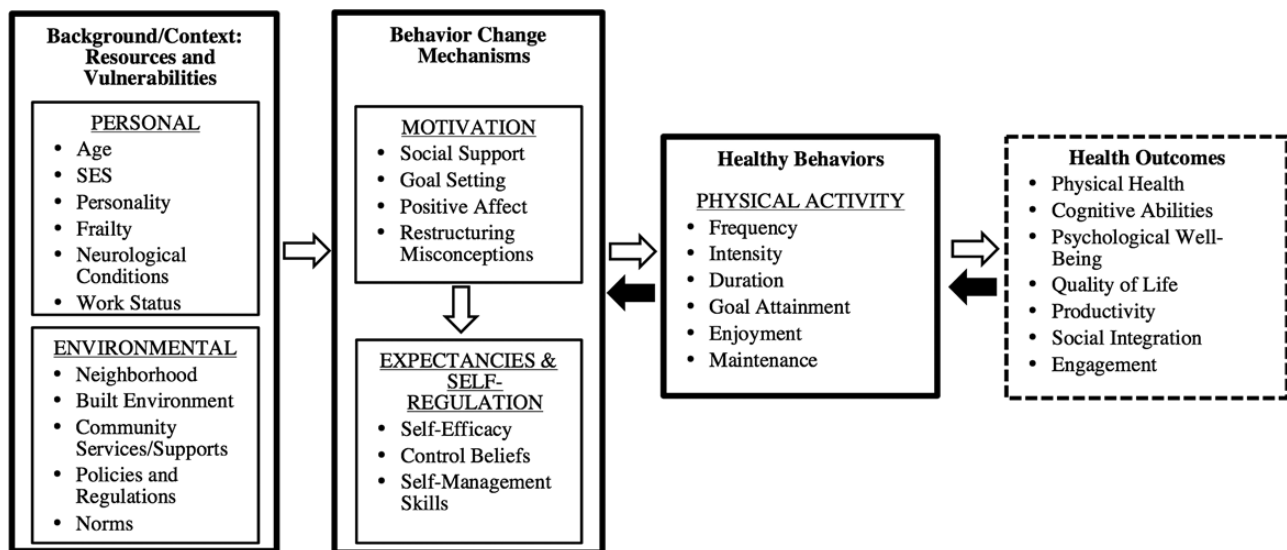 Background/Context:
Resources and
Vulnerabilities
PERSONAL
• Age
• SES
• Personality
• Frailty
• Neurological
Conditions
• Work Status
ENVIRONMENTAL
• Neighborhood
• Built Environment
• Community
Services/Supports
• Policies and
Regulations
• Norms
Behavior Change
Mechanisms
MOTIVATION
• Social Support
• Goal Setting
• Positive Affect
• Restructuring
Misconceptions
EXPECTANCIES &
SELF-
REGULATION
• Self-Efficacy
• Control Beliefs
• Self-Management
Skills
Healthy Behaviors
PHYSICAL ACTIVITY
• Frequency
• Intensity
• Duration
• Goal Attainment
• Enjoyment
• Maintenance
Health Outcomes
• Physical Health
• Cognitive Abilities
• Psychological Well-
Being
• Quality of Life
• Productivity
• Social Integration
• Engagement